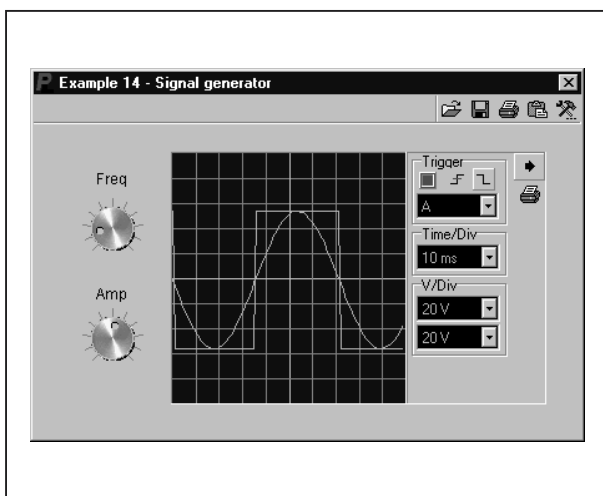 P Example 14 - Signal generator
Freq
Amp
Trigger
A
Time/Div
10 ms
V/Div
20 V
20 V